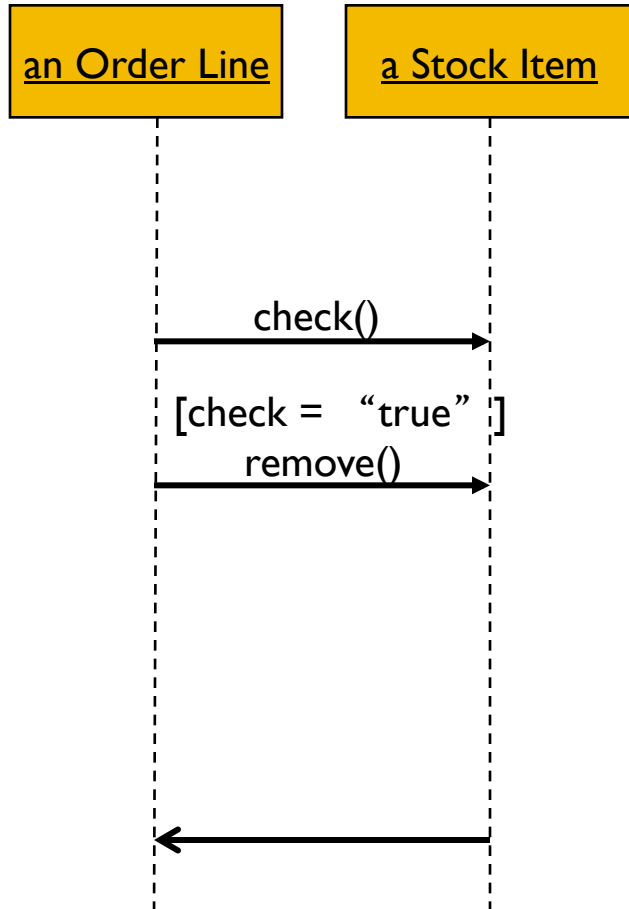 an Order Line
a Stock Item
check()
[check = “true” ]
remove()